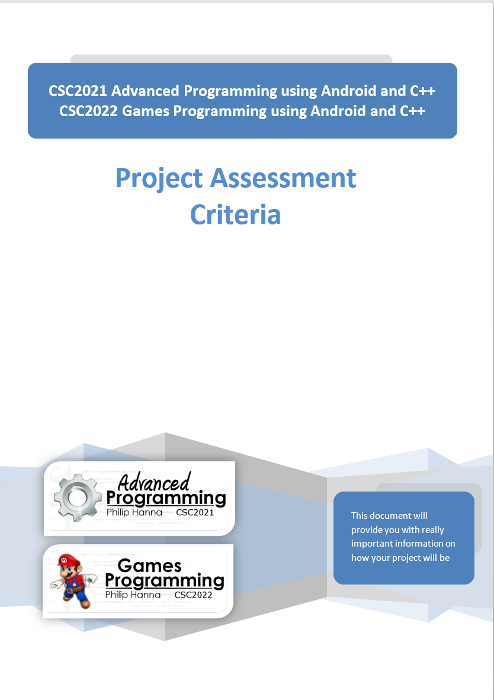 CSC2021 Advanced Programming using Android and C++
CSC2022 Games Programming using Android and C++
Project Assessment
Criteria
Advanced
Programming
Philip Hanna CSC2021
Games
Programming
Philip Hanna CSC2022
This document will
provide you with really
important information on
how your project will be